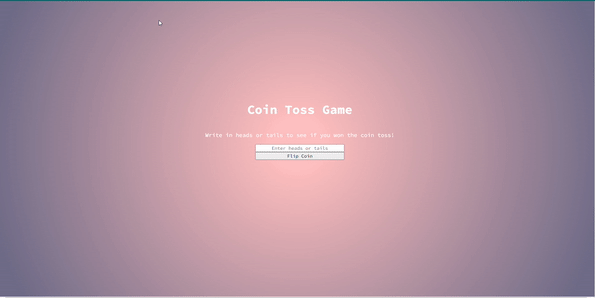 Coin Toss Game
Write in heads or tails to see if you won the coin toss:
Enter heads or tails
Flip Coin